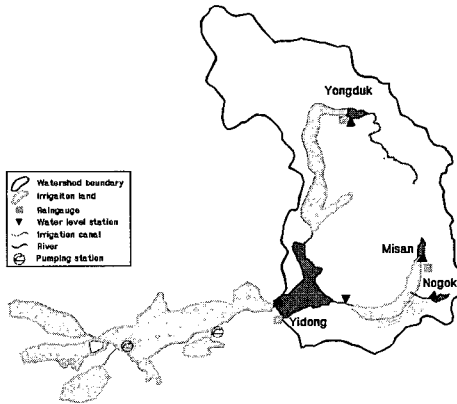 Yongduk
Watershed boundary
Irrigaiton land
Raingauge
Water level station
Irrigation canal
River
Pumping station
Misan
Nogok
Yidong